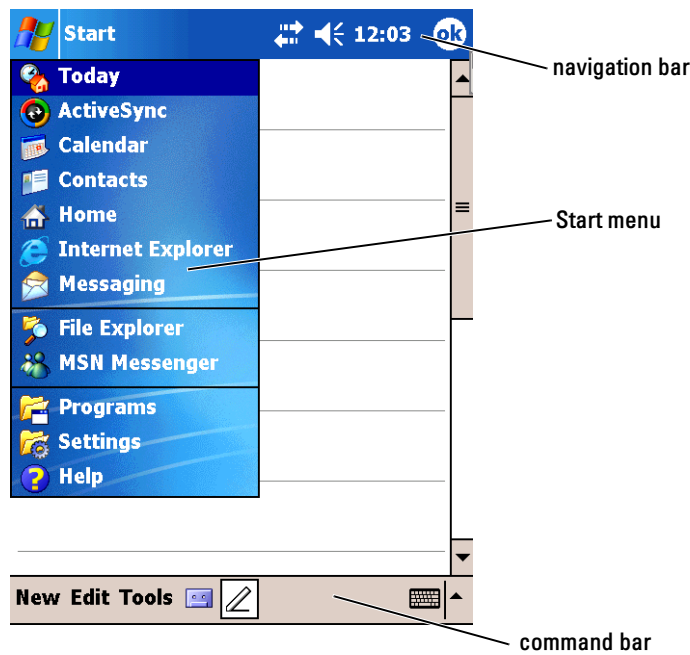 Start 12:03 ok
navigation bar
Today
ActiveSync
Calendar
Contacts
Home
Start menu
Internet Explorer
Messaging
File Explorer
MSN Messenger
Programs
Settings
? Help
New Edit Tools
command bar